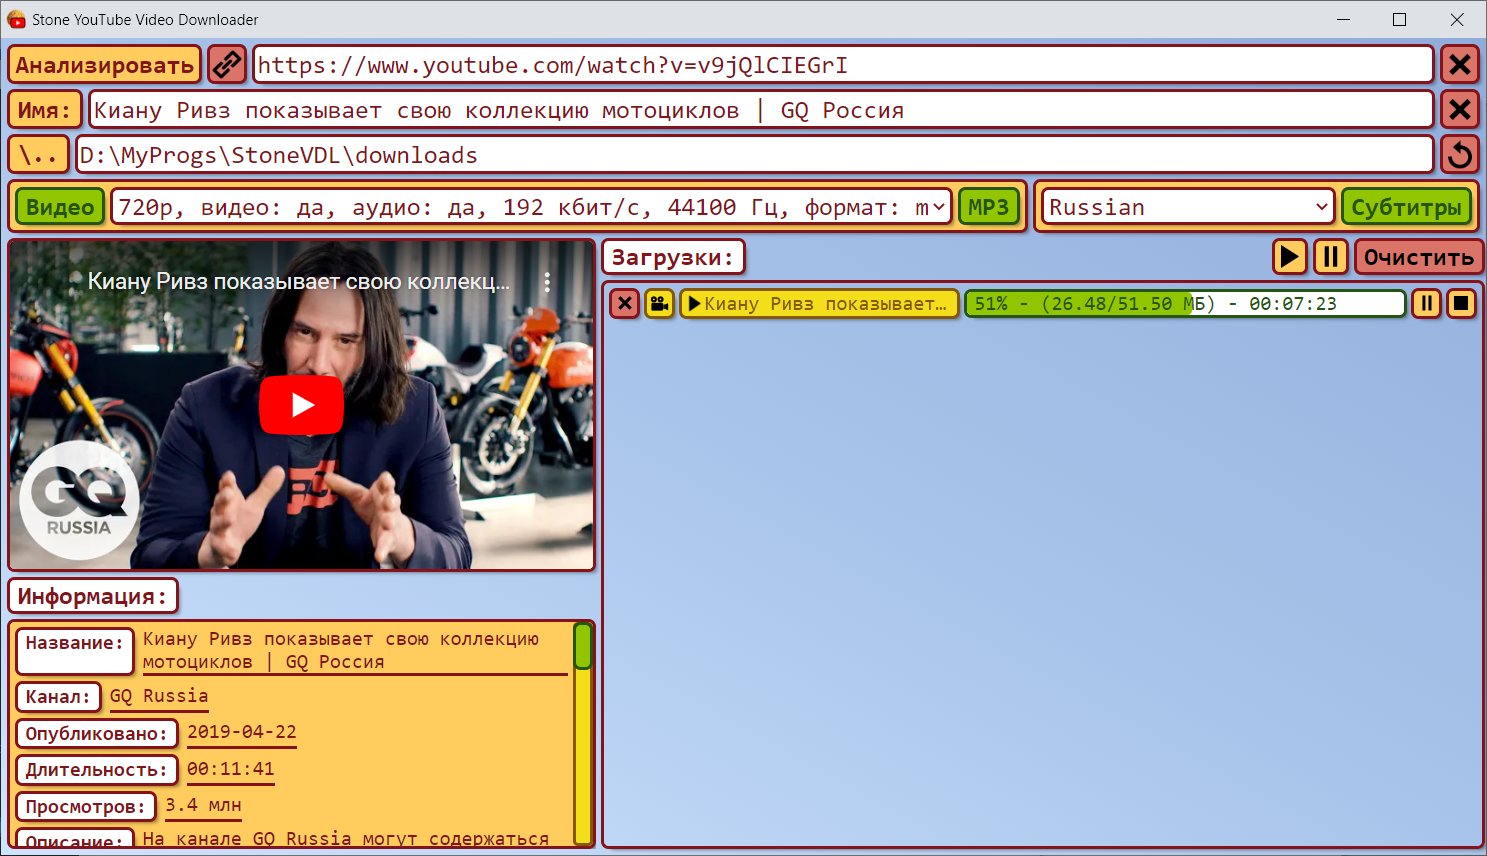 Stone YouTube Video Downloader
Анализировать https://www.youtube.com/watch?v=v9jQlCIEGrI
Имя: Киану Ривз показывает свою коллекцию мотоциклов | GQ Россия
\.. D:\MyProgs\StoneVDL\downloads
Видео 720p, видео: да, аудио: да, 192 кбит/с, 44100 Гц, формат: m MP3 Russian Субтитры
Киану Ривз показывает свою коллекц...
GQ
RUSSIA
Загрузки: Очистить
Киану Ривз показывает… 51% - (26.48/51.50 МБ) - 00:07:23
Информация:
Название: Киану Ривз показывает свою коллекцию
мотоциклов | GQ Россия
Канал: GQ Russia
Опубликовано: 2019-04-22
Длительность: 00:11:41
Просмотров: 3.4 млн
Описание: На канале GQ Russia могут содержаться